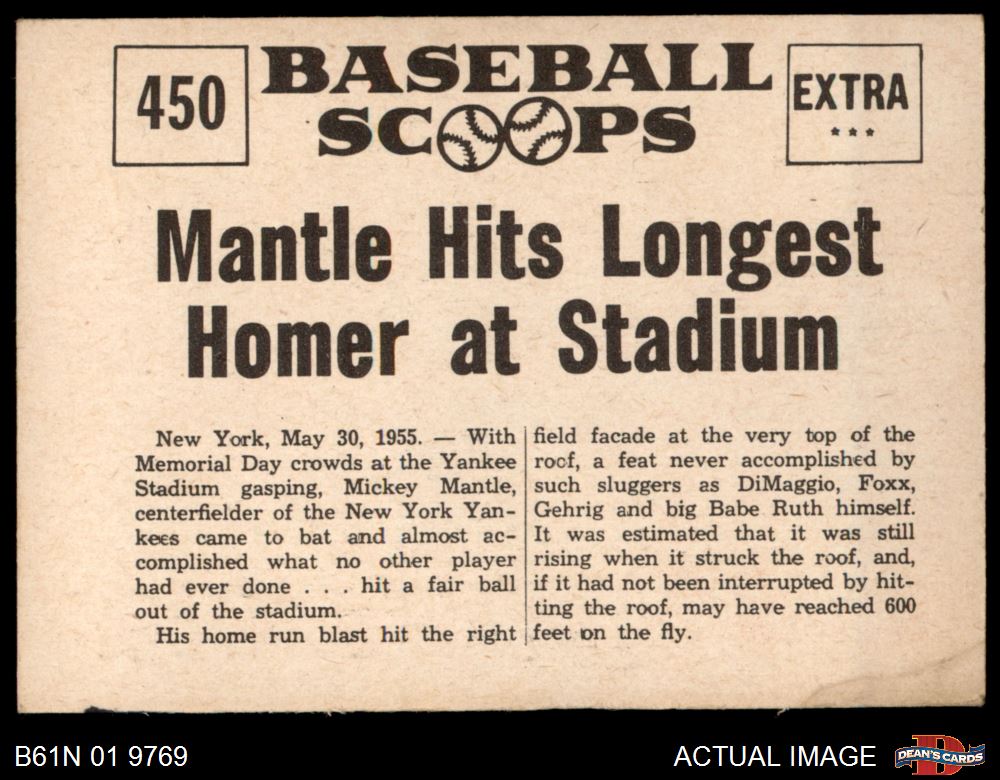 450
BASEBALL
SCOOPS
EXTRA
***
Mantle Hits Longest
Homer at Stadium
New York, May 30, 1955. — With
Memorial Day crowds at the Yankee
Stadium gasping, Mickey Mantle,
centerfielder of the New York Yan-
kees came to bat and almost ac-
complished what no other player
had ever done . . . hit a fair ball
out of the stadium.
His home run blast hit the right
field facade at the very top of the
roof, a feat never accomplished by
such sluggers as DiMaggio, Foxx,
Gehrig and big Babe Ruth himself.
It was estimated that it was still
rising when it struck the roof, and,
if it had not been interrupted by hit-
ting the roof, may have reached 600
feet on the fly.
B61N 01 9769
ACTUAL IMAGE
D
DEAN'S CARDS